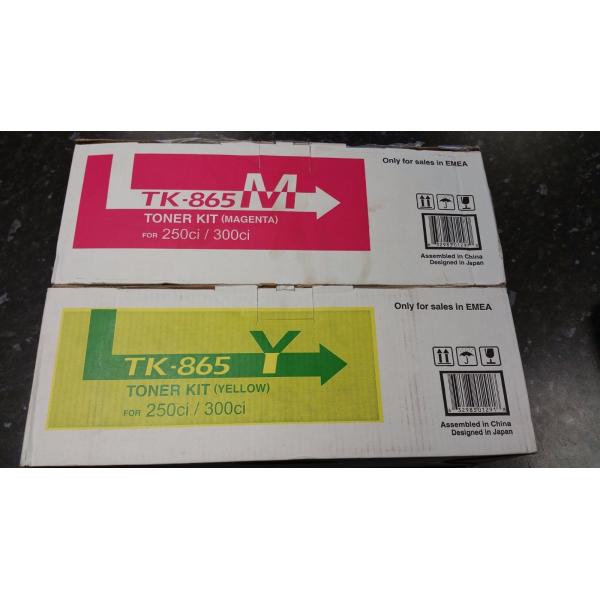 TK-865 M
TONER KIT (MAGENTA)
FOR 250ci / 300ci
Only for sales in EMEA
Assembled in China
Designed in Japan
TK-865 Y
TONER KIT (YELLOW)
FOR 250ci / 300ci
Only for sales in EMEA
Assembled in China
Designed in Japan